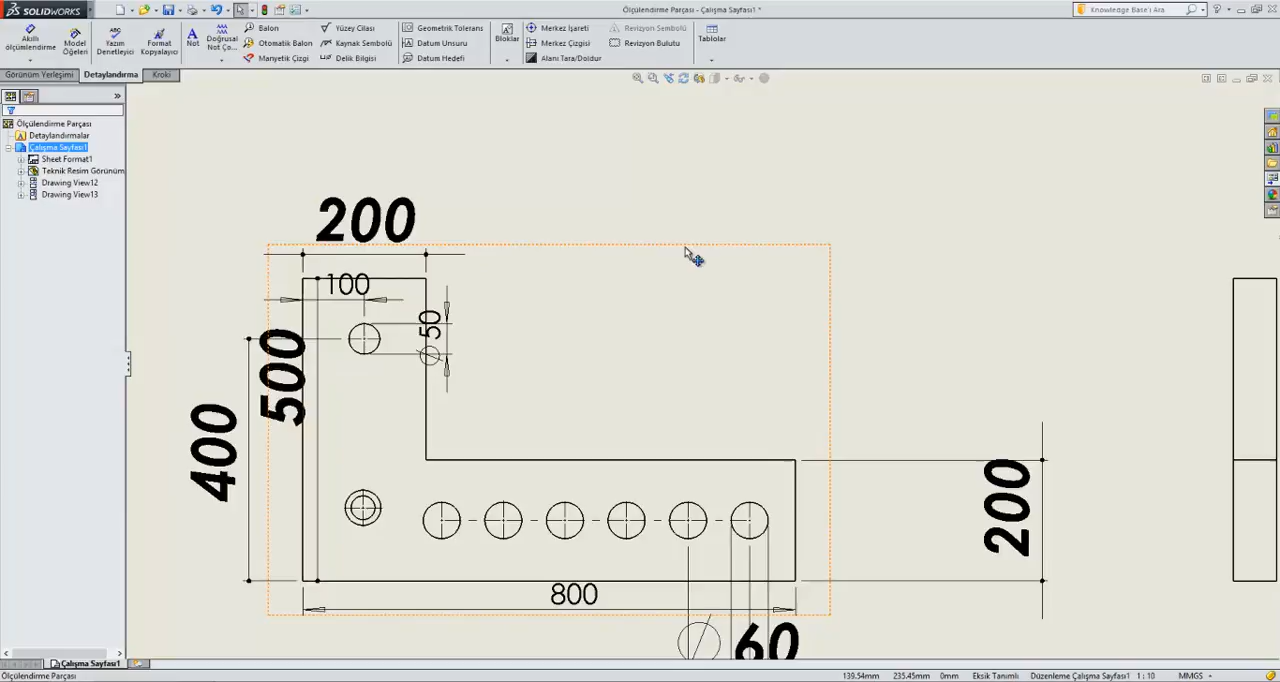 SOLIDWORKS
Ölçülendirme Parçası - Çalışma Sayfası1 *
Knowledge Base'i Ara
Akıllı ölçümlendirme
Model Öğeleri
Yazım Denetleyici
Format Kopyalayıcı
Not
Doğrusal Not Ço...
Balon
Otomatik Balon
Manyetik Çizgi
Yüzey Cilası
Kaynak Sembolü
Delik Bilgisi
Geometrik Tolerans
Datum Unsuru
Datum Hedefi
Bloklar
Merkez İşareti
Merkez Çizgisi
Alanı Tara/Doldur
Revizyon Sembolü
Revizyon Bulutu
Tablolar
Görünüm Yerleşimi
Detaylandırma
Kroki
Ölçülendirme Parçası
Detaylandırmalar
Çalışma Sayfası1
Sheet Format1
Teknik Resim Görünüm
Drawing View12
Drawing View13
200
100
50
500
400
200
800
60
Çalışma Sayfası1
Ölçülendirme Parçası
139.54mm
235.45mm
0mm
Eksik Tanımlı
Düzenleme Çalışma Sayfası1
1 : 10
MMGS